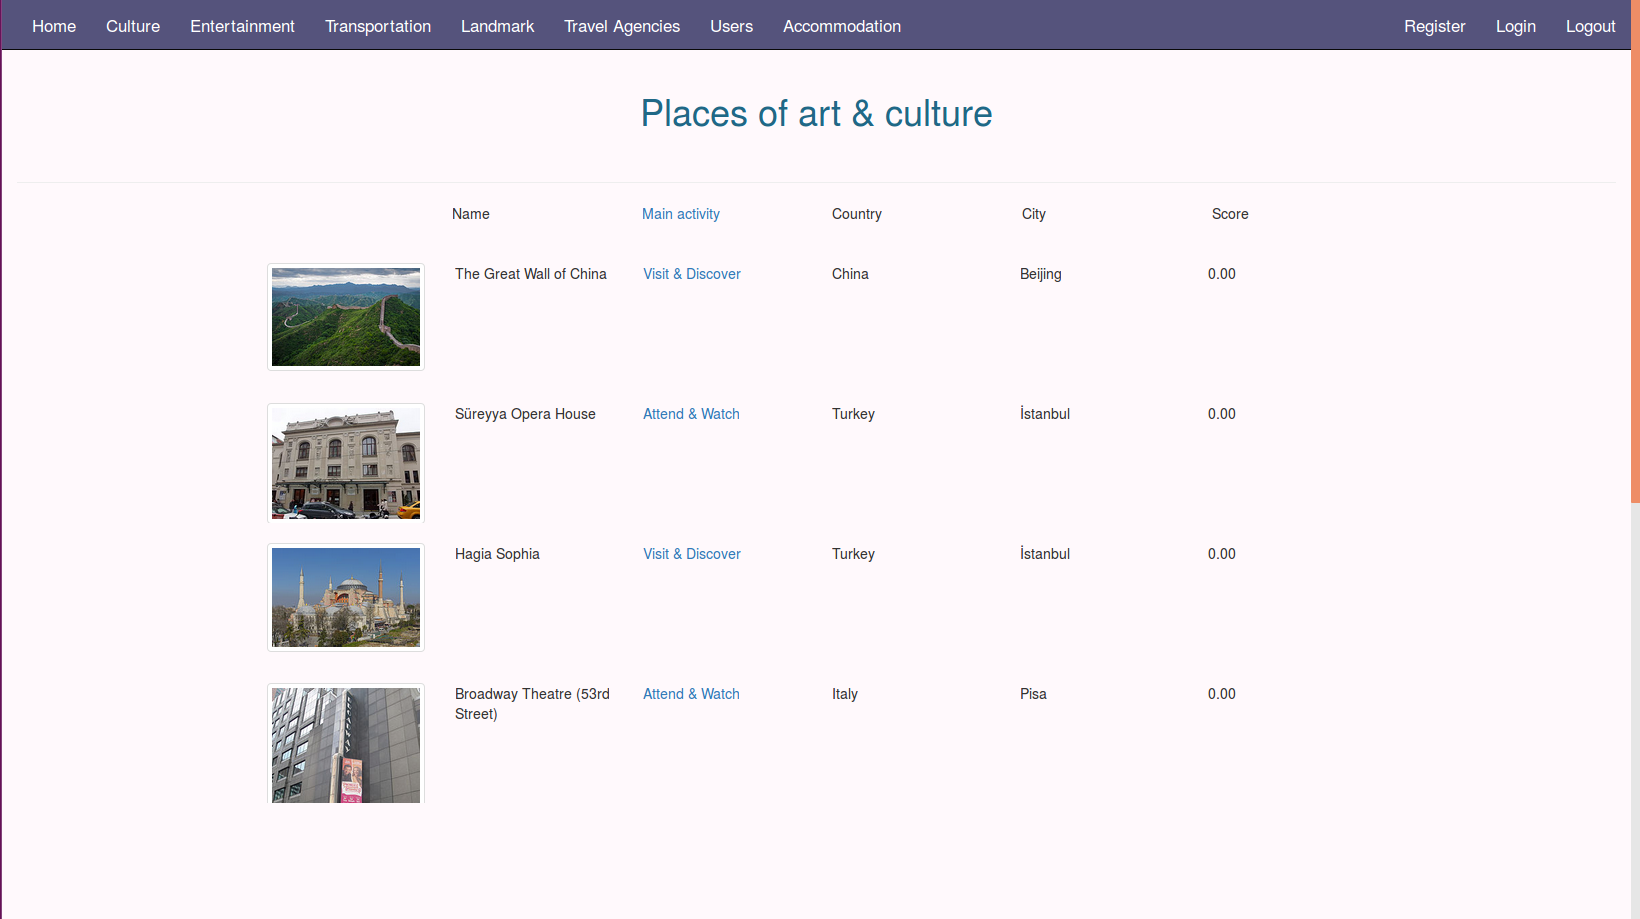 Home Culture Entertainment Transportation Landmark Travel Agencies Users Accommodation Register Login Logout
Places of art & culture
Name Main activity Country City Score
The Great Wall of China Visit & Discover China Beijing 0.00
Süreyya Opera House Attend & Watch Turkey İstanbul 0.00
Hagia Sophia Visit & Discover Turkey İstanbul 0.00
Broadway Theatre (53rd Attend & Watch Italy Pisa 0.00
Street)
BROADWAY